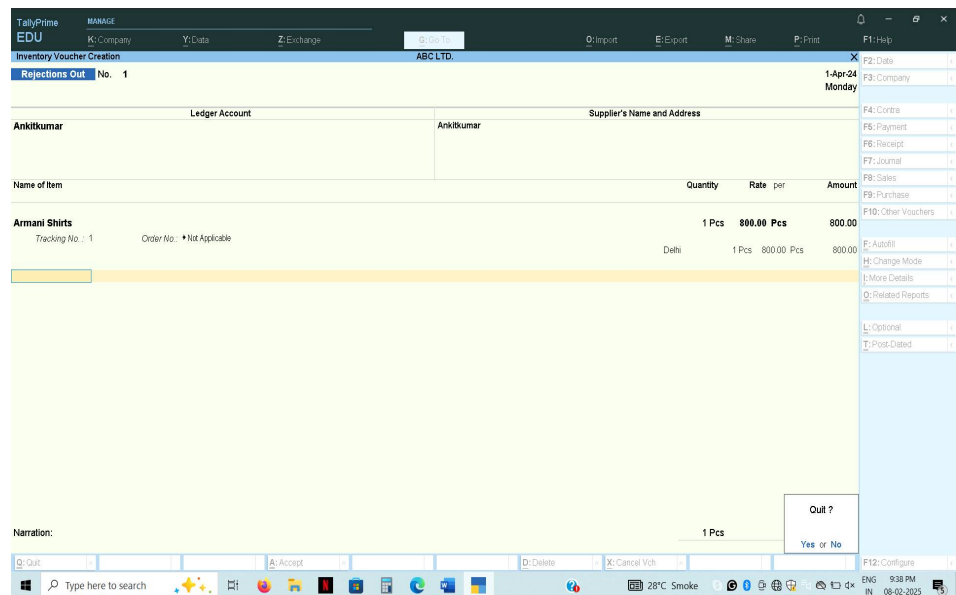 TallyPrime MANAGE
EDU K:Company Y:Data Z:Exchange G:Go To O:Import E:Export M:Share P:Print F1:Help
Inventory Voucher Creation ABC LTD. X F2:Date
Rejections Out No. 1 1-Apr-24 F3:Company
Monday
Ledger Account Supplier's Name and Address F4:Contra
Ankitkumar Ankitkumar F5:Payment
F6:Receipt
F7:Journal
F8:Sales
Name of Item Quantity Rate per Amount
F9:Purchase
F10:Other Vouchers
Armani Shirts 1 Pcs 800.00 Pcs 800.00
Tracking No.: 1 Order No.: ♦ Not Applicable
F:Autofill
Delhi 1 Pcs 800.00 Pcs 800.00
H:Change Mode
I:More Details
O:Related Reports
L:Optional
T:Post-Dated
Quit ?
Narration: 1 Pcs
Yes or No
Q:Quit A:Accept D:Delete X:Cancel Vch F12:Configure
Type here to search 28°C Smoke ENG 9:38 PM
IN 08-02-2025 5